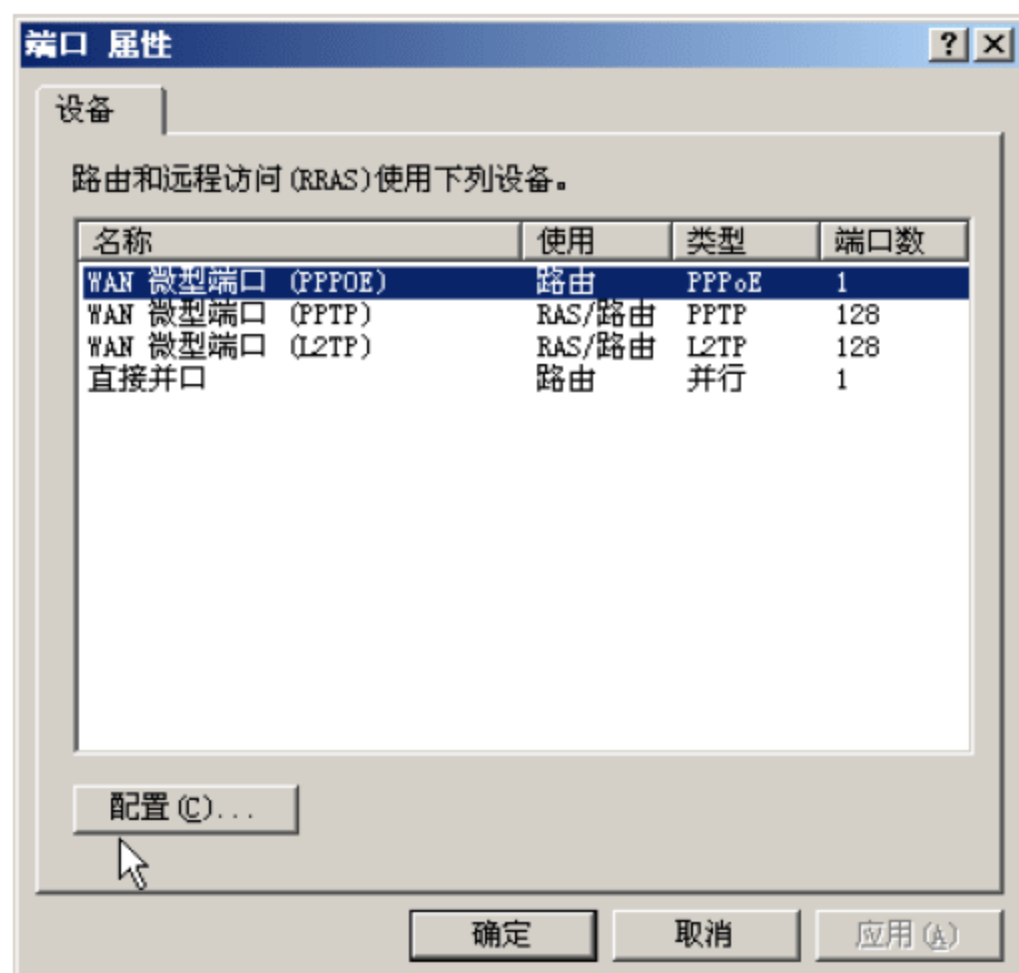 端口 属性
设备
路由和远程访问(RRAS)使用下列设备。
名称 使用 类型 端口数
WAN 微型端口 (PPPOE) 路由 PPPoE 1
WAN 微型端口 (PPTP) RAS/路由 PPTP 128
WAN 微型端口 (L2TP) RAS/路由 L2TP 128
直接并口 路由 并行 1
配置(C)...
确定 取消 应用(A)